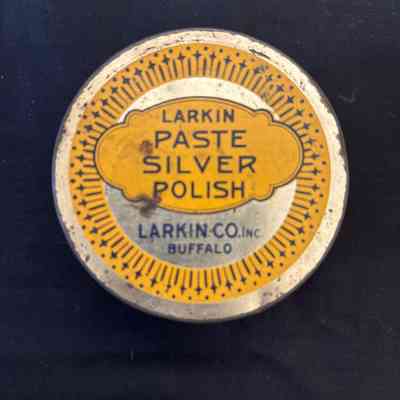 LARKIN
PASTE
SILVER
POLISH
LARKIN CO. INC.
BUFFALO